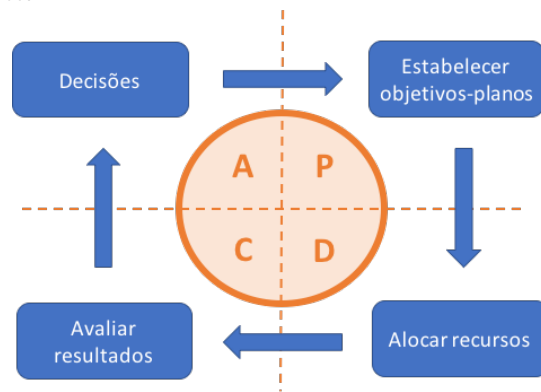 Decisões
Estabelecer
objetivos-planos
A
P
C
D
Avaliar
resultados
Alocar recursos